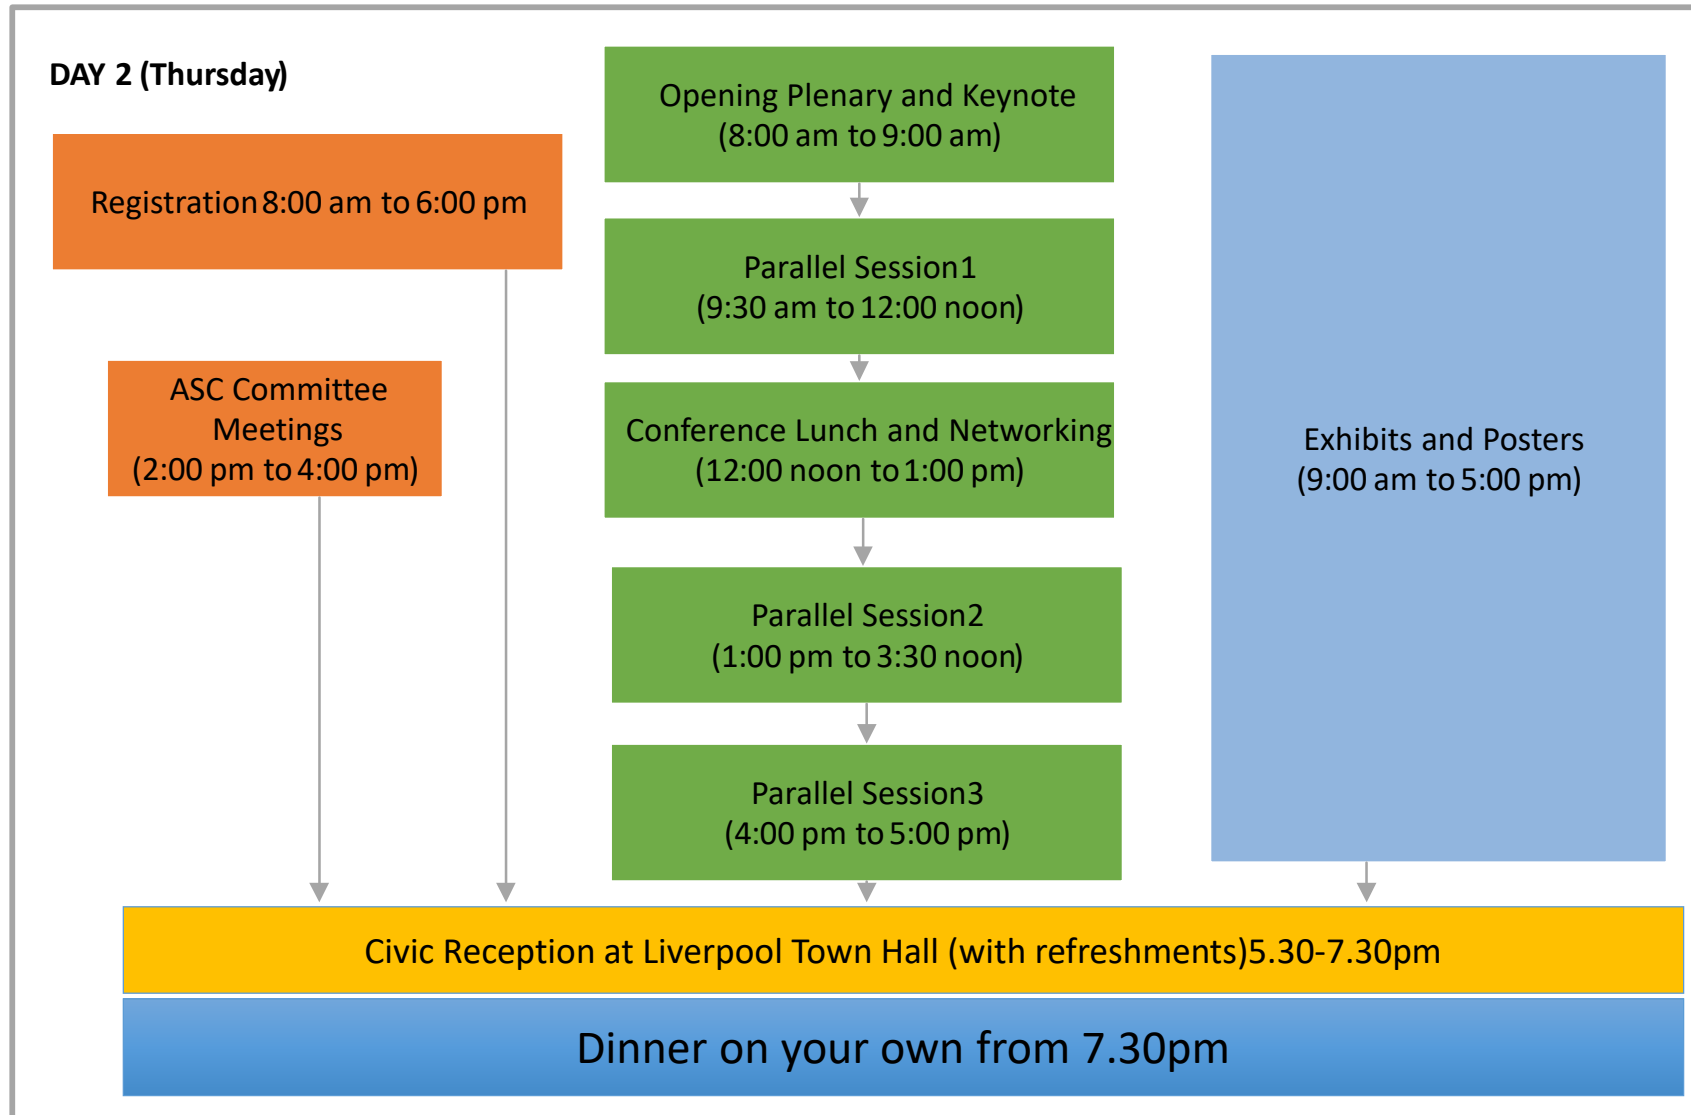 DAY 2 (Thursday)
Registration 8:00 am to 6:00 pm
ASC Committee
Meetings
(2:00 pm to 4:00 pm)
Opening Plenary and Keynote
(8:00 am to 9:00 am)
Parallel Session1
(9:30 am to 12:00 noon)
Conference Lunch and Networking
(12:00 noon to 1:00 pm)
Parallel Session2
(1:00 pm to 3:30 noon)
Parallel Session3
(4:00 pm to 5:00 pm)
Exhibits and Posters
(9:00 am to 5:00 pm)
Civic Reception at Liverpool Town Hall (with refreshments)5.30-7.30pm
Dinner on your own from 7.30pm